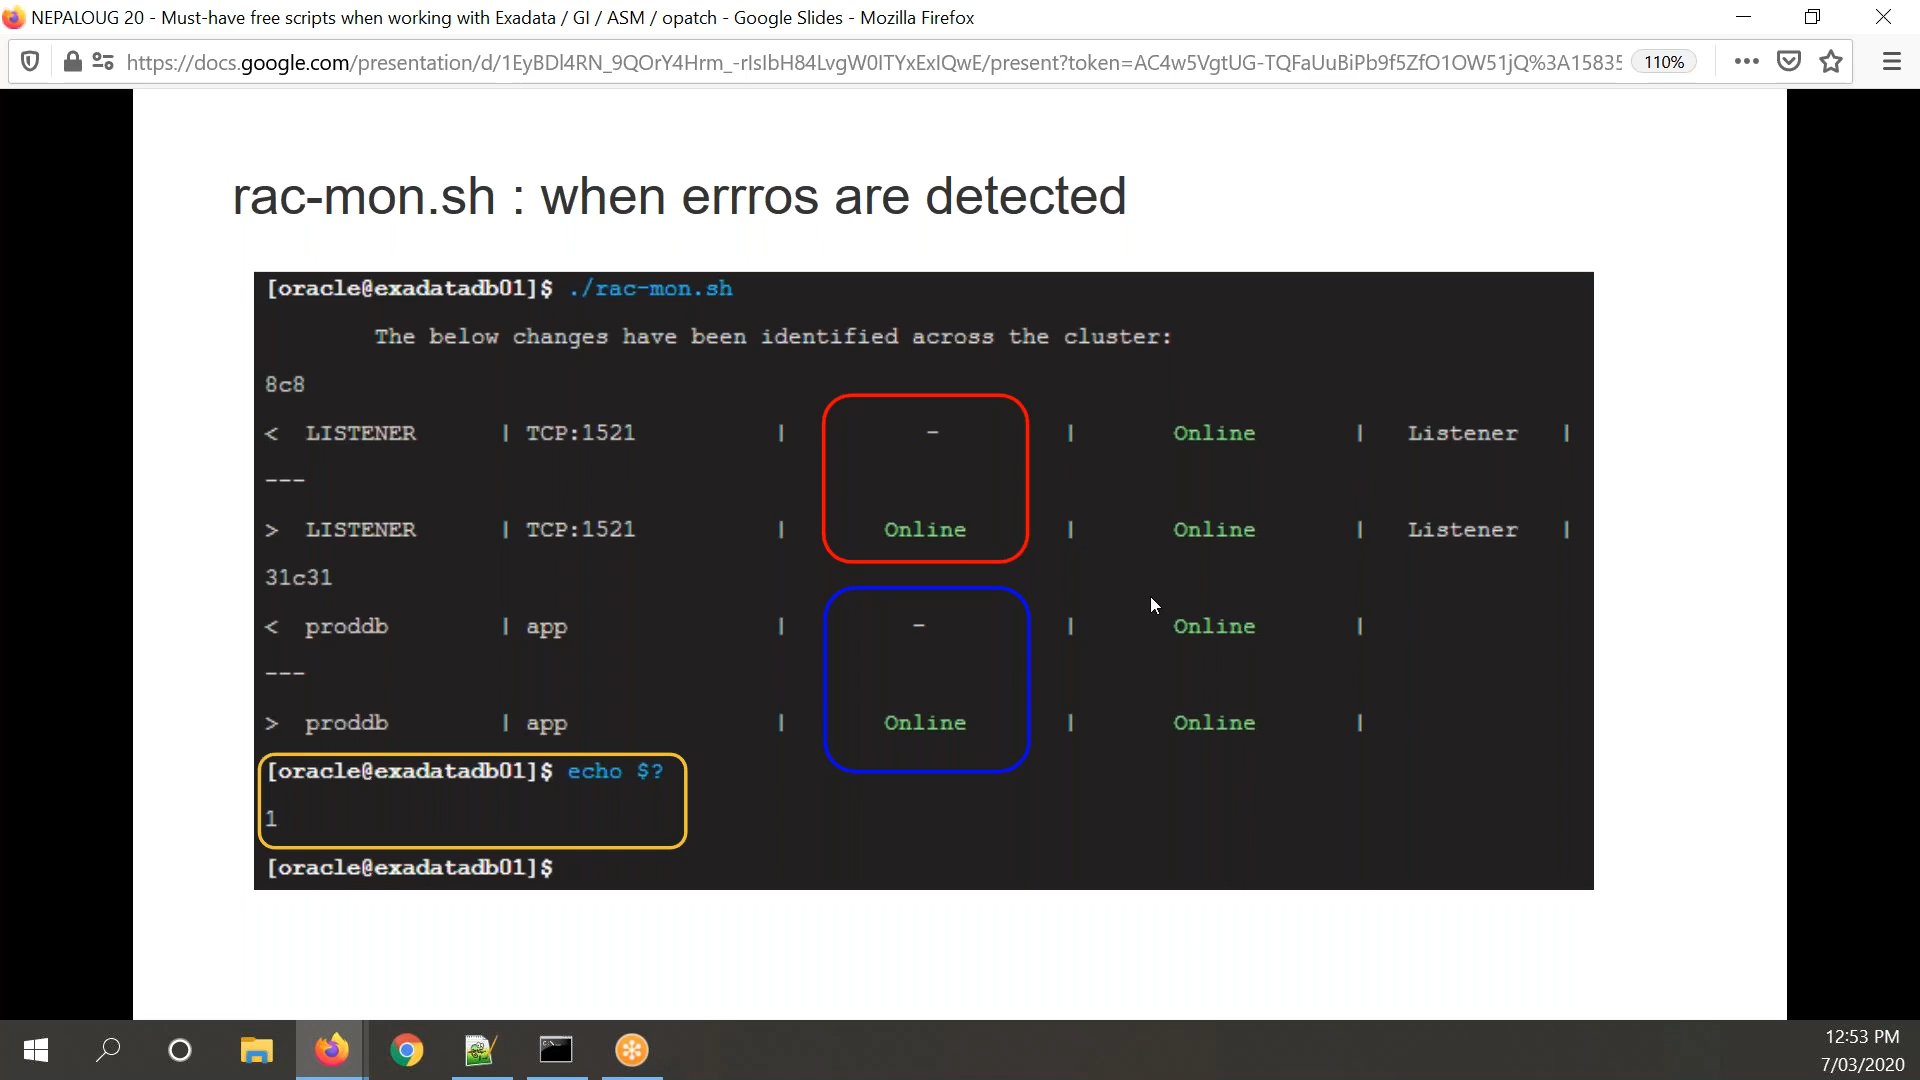 NEPALOUG 20 - Must-have free scripts when working with Exadata / GI / ASM / opatch - Google Slides - Mozilla Firefox
https://docs.google.com/presentation/d/1EyBDl4RN_9QOrY4Hrm_-rIsIbH84LvgW0ITYxExIQwE/present?token=AC4w5VgtUG-TQFaUuBiPb9f5ZfO1OW51jQ%3A15835 110%
rac-mon.sh : when errros are detected
[oracle@exadatadb01]$ ./rac-mon.sh
The below changes have been identified across the cluster:
8c8
< LISTENER | TCP:1521 | - | Online | Listener |
---
> LISTENER | TCP:1521 | Online | Online | Listener |
31c31
< proddb | app | - | Online |
---
> proddb | app | Online | Online |
[oracle@exadatadb01]$ echo $?
1
[oracle@exadatadb01]$
12:53 PM
7/03/2020